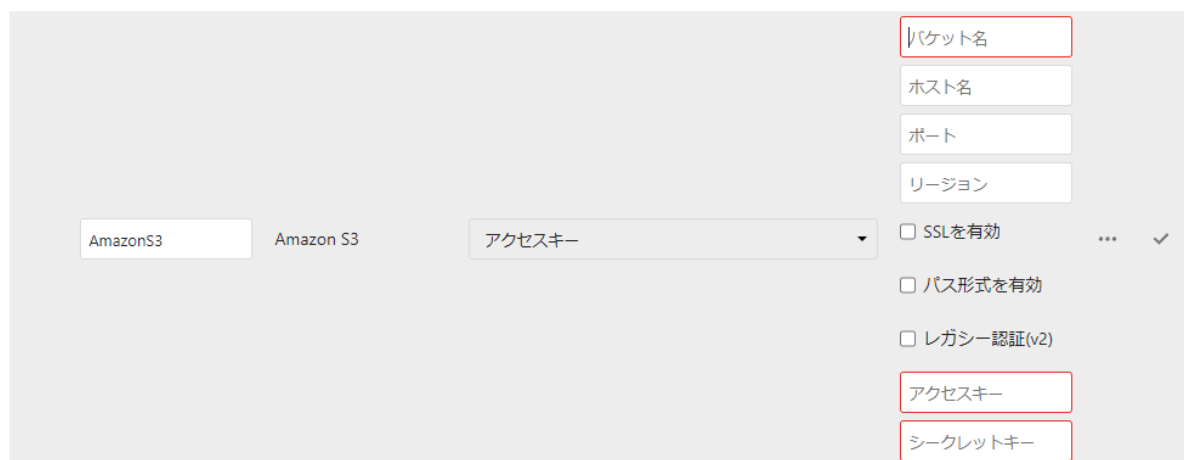 バケット名
ホスト名
ポート
リージョン
AmazonS3
Amazon S3
アクセスキー
SSLを有効
パス形式を有効
レガシー認証(v2)
アクセスキー
シークレットキー